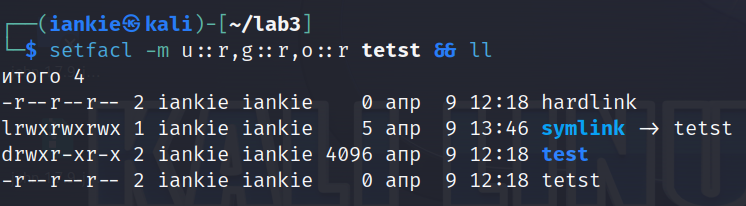 ┌──(iankie㉿kali)-[~/lab3]
└─$ setfacl -m u::r,g::r,o::r tetst && ll
итого 4
-r--r--r-- 2 iankie iankie    0 апр  9 12:18 hardlink
lrwxrwxrwx 1 iankie iankie    5 апр  9 13:46 symlink -> tetst
drwxr-xr-x 2 iankie iankie 4096 апр  9 12:18 test
-r--r--r-- 2 iankie iankie    0 апр  9 12:18 tetst